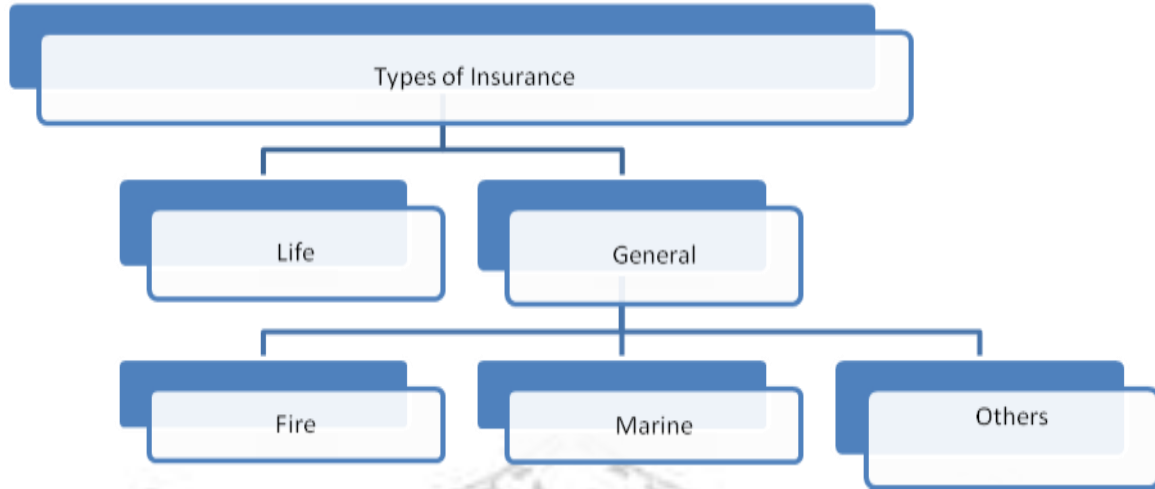 Types of Insurance
Life
General
Fire
Marine
Others